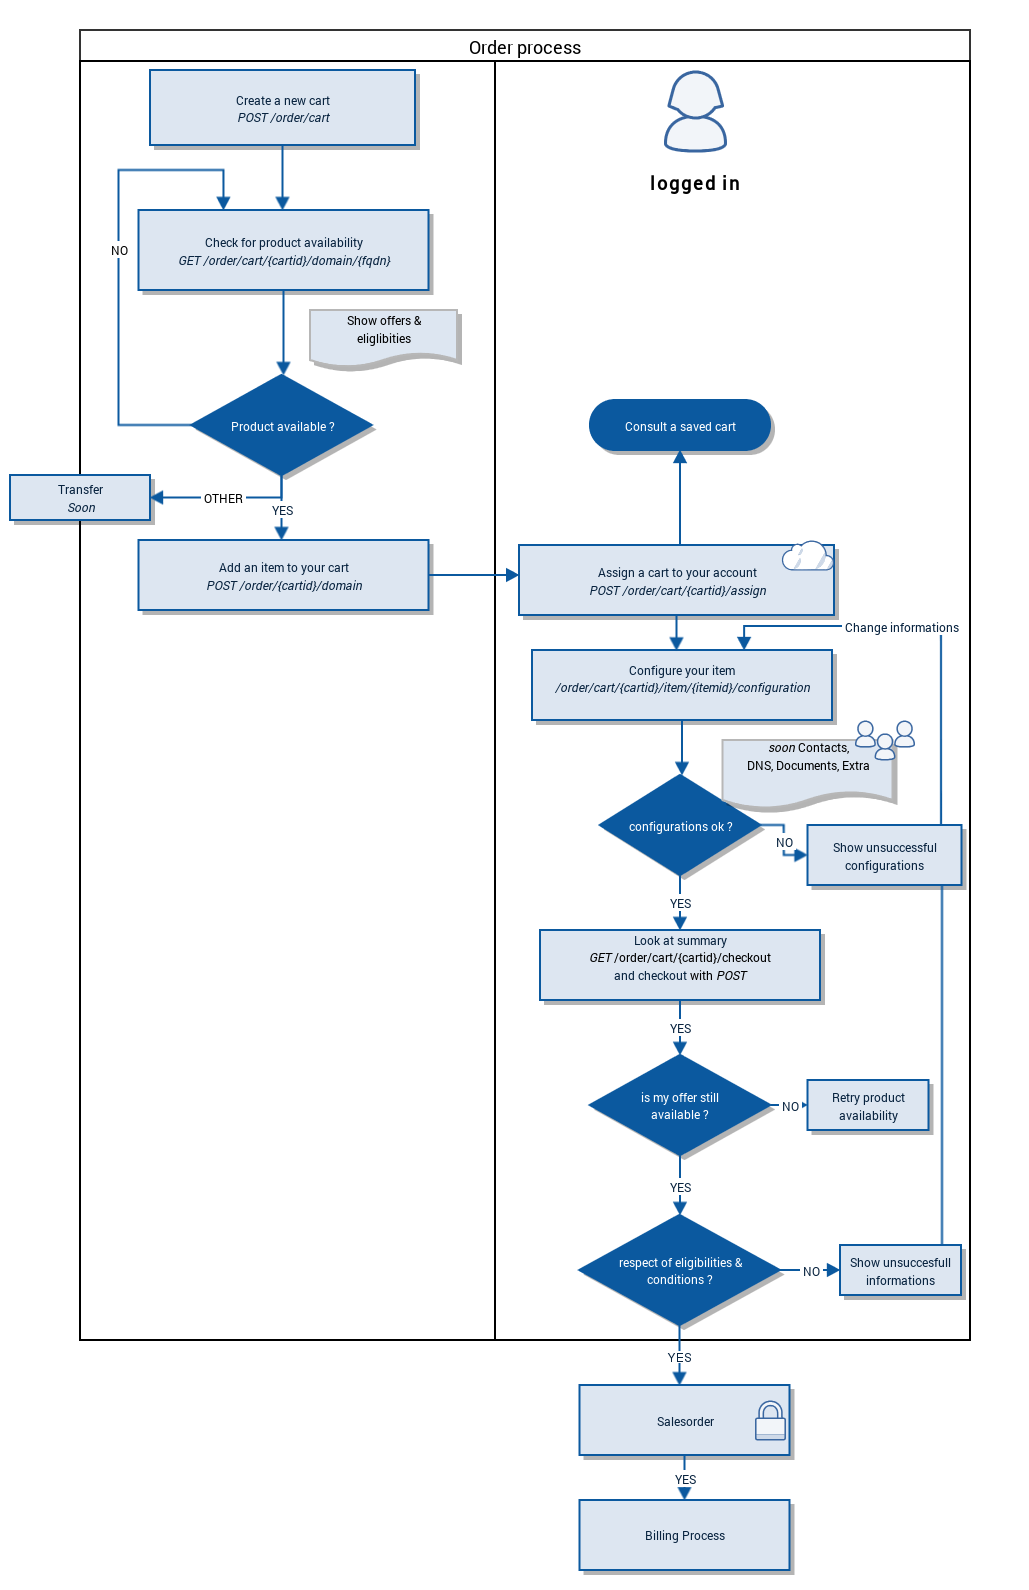 Order process
Create a new cart
POST /order/cart
logged in
NO
Check for product availability
GET /order/cart/{cartid}/domain/{fqdn}
Show offers &
eliglibities
Product available ?
Consult a saved cart
Transfer
Soon
OTHER
YES
Add an item to your cart
POST /order/{cartid}/domain
Assign a cart to your account
POST /order/cart/{cartid}/assign
Change informations
Configure your item
/order/cart/{cartid}/item/{itemid}/configuration
soon Contacts,
DNS, Documents, Extra
configurations ok ?
NO
Show unsuccessful
configurations
YES
Look at summary
GET /order/cart/{cartid}/checkout
and checkout with POST
YES
is my offer still
available ?
NO
Retry product
availability
YES
respect of eligibilities &
conditions ?
NO
Show unsuccesfull
informations
YES
Salesorder
YES
Billing Process